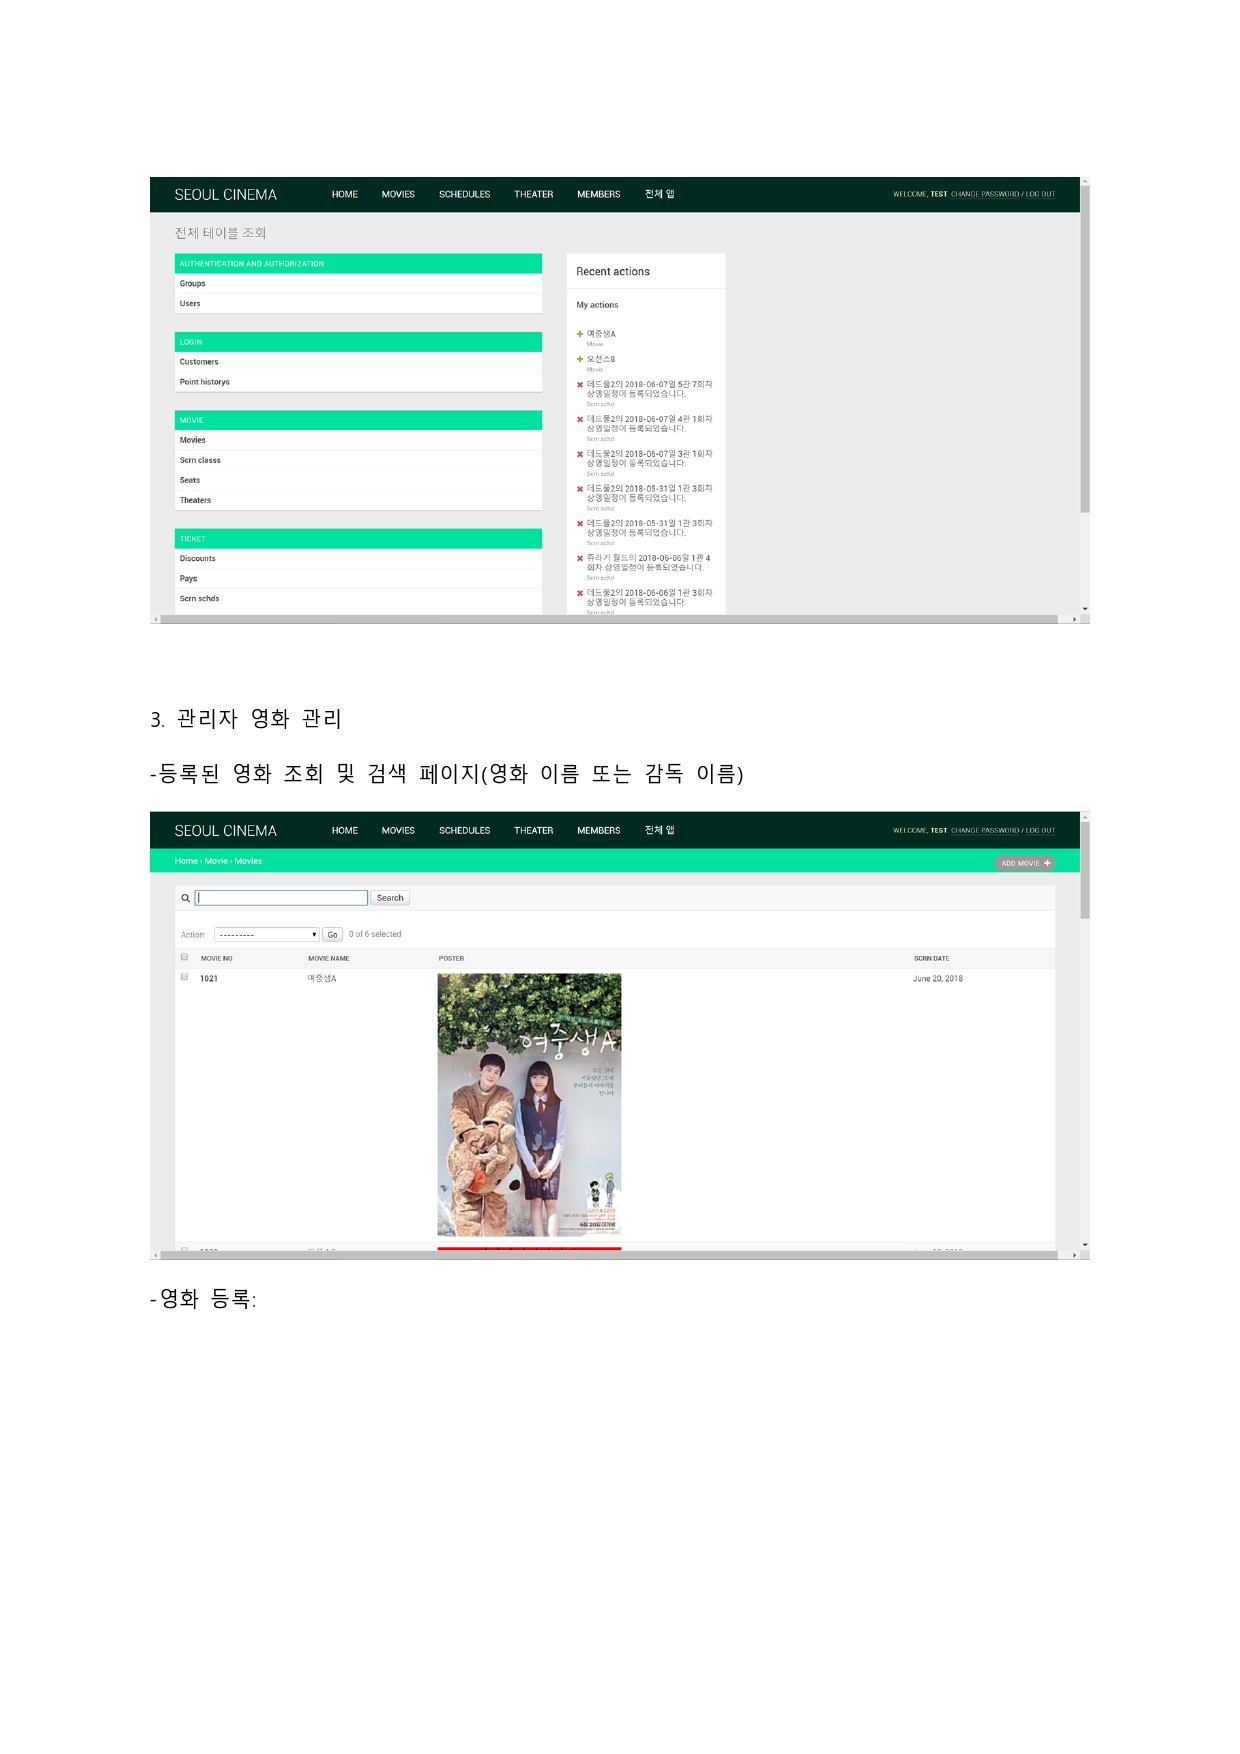 SEOUL CINEMA HOME MOVIES SCHEDULES THEATER MEMBERS 전체 앱 WELCOME, TEST. CHANGE PASSWORD / LOG OUT
전체 테이블 조회
AUTHENTICATION AND AUTHORIZATION
Groups
Users
LOGIN
Customers
Point historys
MOVIE
Movies
Scrn classs
Seats
Theaters
TICKET
Discounts
Pays
Scrn schds
Recent actions
My actions
여중생A
Movie
오션스8
Movie
데드풀2의 2018-06-07일 5관 7회차
상영일정이 등록되었습니다.
Scrn schd
데드풀2의 2018-06-07일 4관 1회차
상영일정이 등록되었습니다.
Scrn schd
데드풀2의 2018-06-07일 3관 1회차
상영일정이 등록되었습니다.
Scrn schd
데드풀2의 2018-05-31일 1관 3회차
상영일정이 등록되었습니다.
Scrn schd
데드풀2의 2018-05-31일 1관 3회차
상영일정이 등록되었습니다.
Scrn schd
쥬라기 월드의 2018-06-06일 1관 4
회차 상영일정이 등록되었습니다.
Scrn schd
데드풀2의 2018-06-06일 1관 3회차
상영일정이 등록되었습니다.
Scrn schd
3. 관리자 영화 관리
-등록된 영화 조회 및 검색 페이지(영화 이름 또는 감독 이름)
SEOUL CINEMA HOME MOVIES SCHEDULES THEATER MEMBERS 전체 앱 WELCOME, TEST. CHANGE PASSWORD / LOG OUT
Home › Movie › Movies ADD MOVIE +
Search
Action: --------- Go 0 of 6 selected
MOVIE NO MOVIE NAME POSTER SCRN DATE
1021 여중생A June 20, 2018
여중생A
6월 20일 대개봉
-영화 등록: